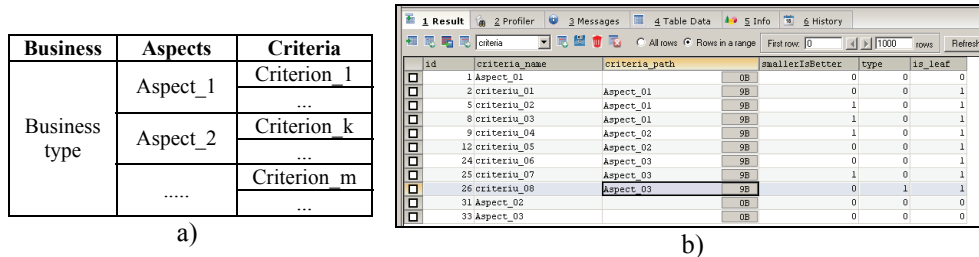 Business Aspects Criteria
Business type
Aspect_1
Criterion_1
...
Aspect_2
Criterion_k
...
.....
Criterion_m
...
a)
1 Result 2 Profiler 3 Messages 4 Table Data 5 Info 6 History
criteria All rows Rows in a range First row: 0 1000 rows Refresh
id criteria_name criteria_path smallerIsBetter type is_leaf
1 Aspect_01 0B 0 0 0
2 criteriu_01 Aspect_01 9B 0 0 1
5 criteriu_02 Aspect_01 9B 1 0 1
8 criteriu_03 Aspect_01 9B 1 0 1
9 criteriu_04 Aspect_02 9B 1 0 1
12 criteriu_05 Aspect_02 9B 0 0 1
24 criteriu_06 Aspect_03 9B 0 0 1
25 criteriu_07 Aspect_03 9B 1 0 1
26 criteriu_08 Aspect_03 9B 0 1 1
31 Aspect_02 0B 0 0 0
33 Aspect_03 0B 0 0 0
b)